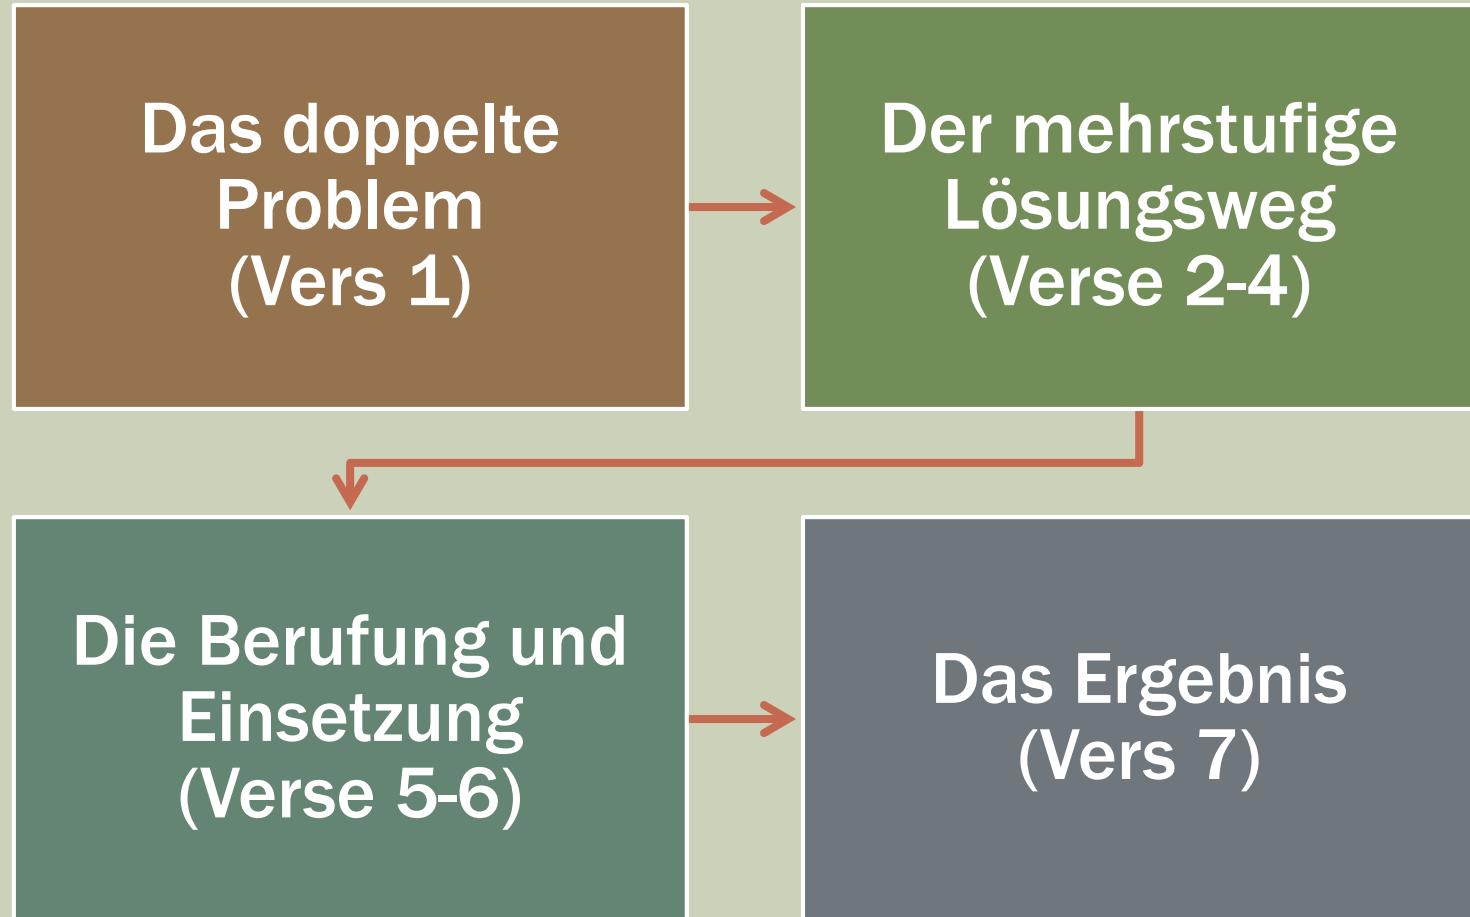 Das doppelte
Problem
(Vers 1)
Der mehrstufige
Lösungsweg
(Verse 2-4)
Die Berufung und
Einsetzung
(Verse 5-6)
Das Ergebnis
(Vers 7)